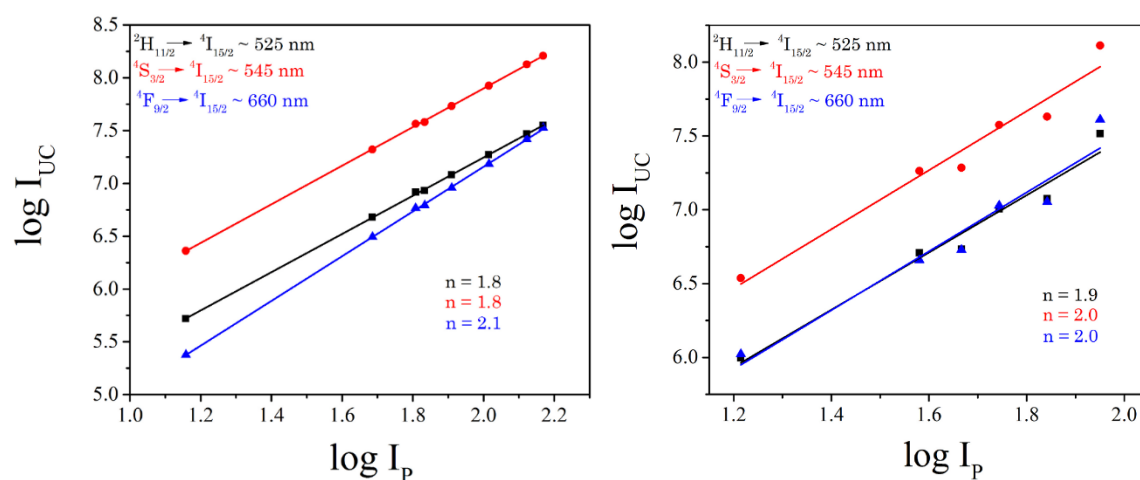 ²H₁₁/₂ → ⁴I₁₅/₂ ~ 525 nm
⁴S₃/₂ → ⁴I₁₅/₂ ~ 545 nm
⁴F₉/₂ → ⁴I₁₅/₂ ~ 660 nm
log I_UC
8.5
8.0
7.5
7.0
6.5
6.0
5.5
5.0
n = 1.8
n = 1.8
n = 2.1
1.0 1.2 1.4 1.6 1.8 2.0 2.2
log I_P
²H₁₁/₂ → ⁴I₁₅/₂ ~ 525 nm
⁴S₃/₂ → ⁴I₁₅/₂ ~ 545 nm
⁴F₉/₂ → ⁴I₁₅/₂ ~ 660 nm
log I_UC
8.0
7.5
7.0
6.5
6.0
n = 1.9
n = 2.0
n = 2.0
1.2 1.4 1.6 1.8 2.0
log I_P